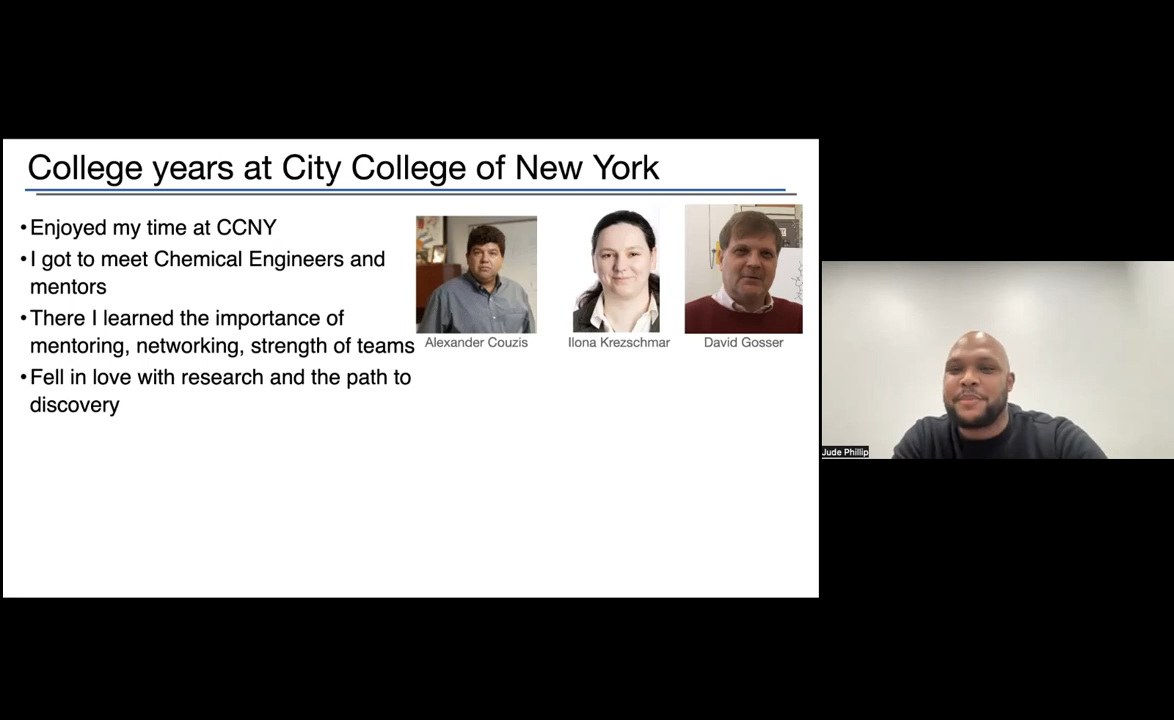 College years at City College of New York
•Enjoyed my time at CCNY
•I got to meet Chemical Engineers and
mentors
•There I learned the importance of
mentoring, networking, strength of teams
•Fell in love with research and the path to
discovery
Alexander Couzis
Ilona Krezschmar
David Gosser
Jude Phillip